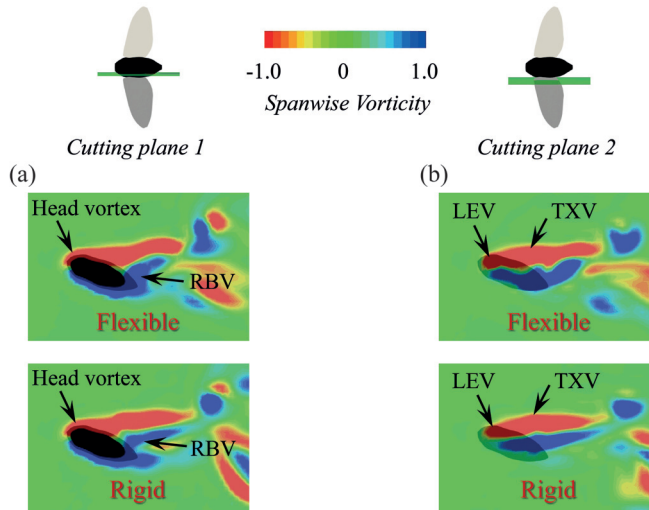 -1.0 0 1.0
Spanwise Vorticity
Cutting plane 1
Cutting plane 2
(a)
(b)
Head vortex
RBV
Flexible
LEV TXV
Flexible
Head vortex
RBV
Rigid
LEV TXV
Rigid